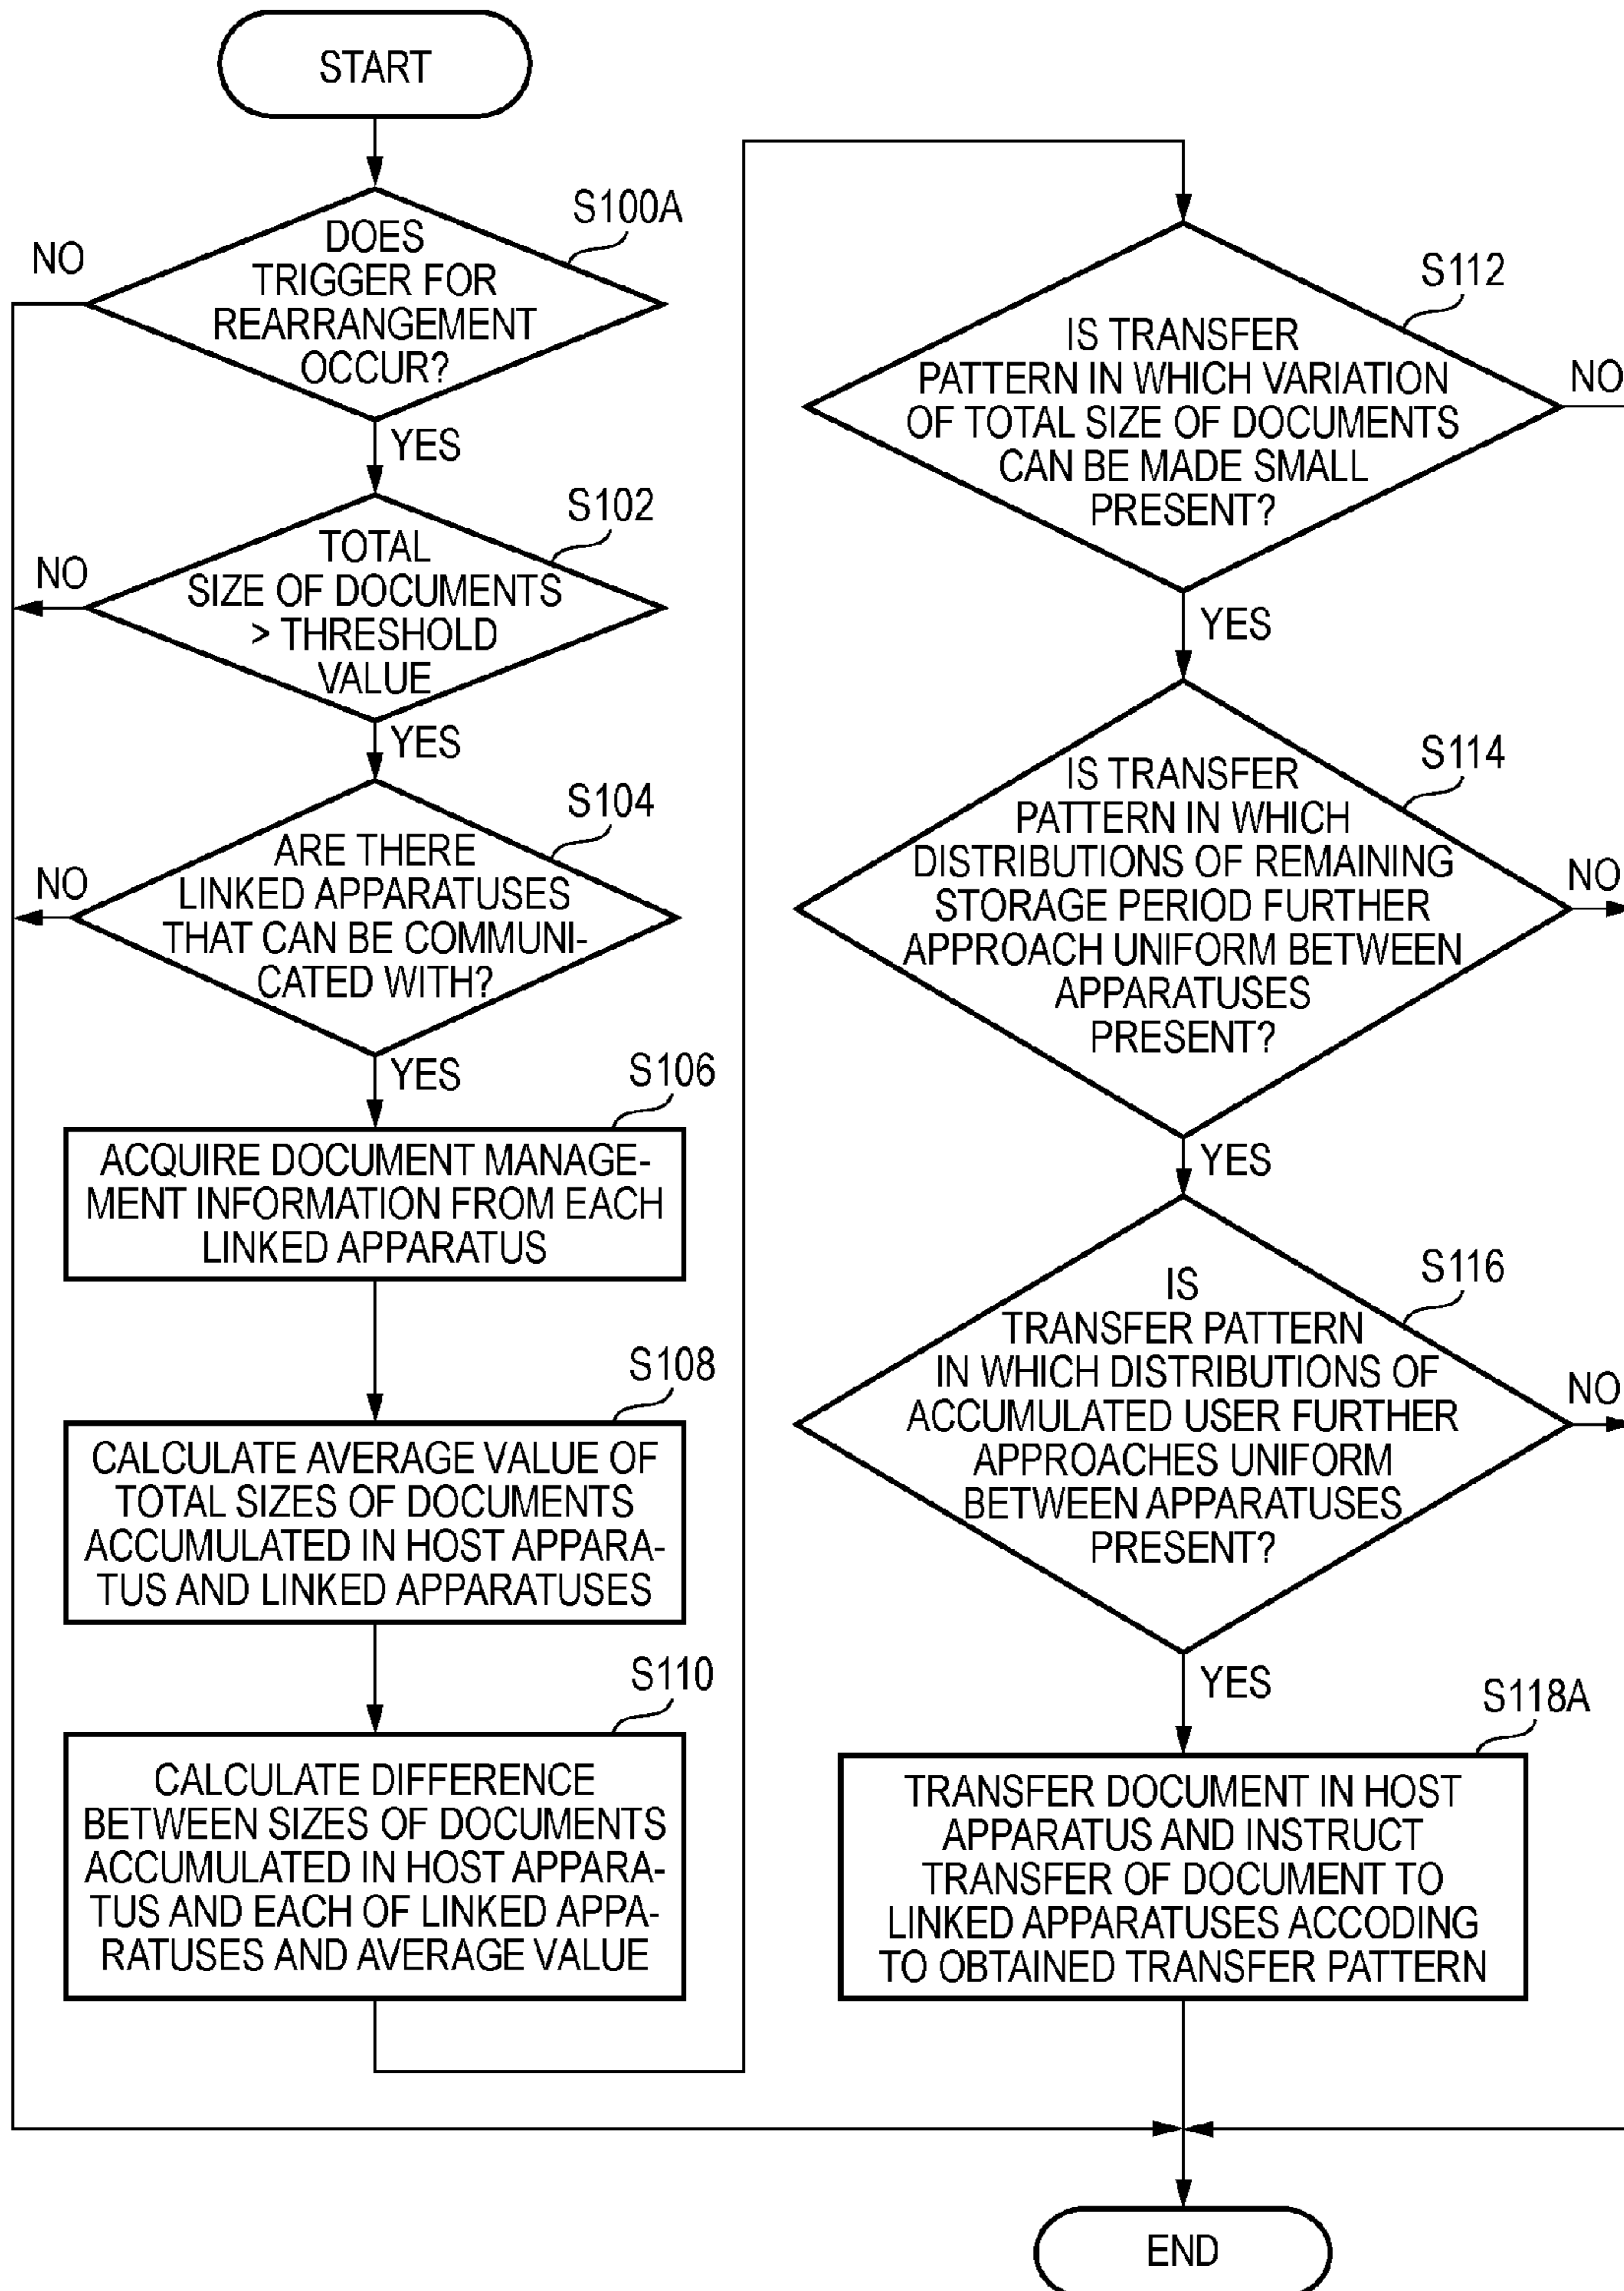 START
S100A
NO
DOES
TRIGGER FOR
REARRANGEMENT
OCCUR?
YES
S102
NO
TOTAL
SIZE OF DOCUMENTS
> THRESHOLD
VALUE
YES
S104
NO
ARE THERE
LINKED APPARATUSES
THAT CAN BE COMMUNI-
CATED WITH?
YES
S106
ACQUIRE DOCUMENT MANAGE-
MENT INFORMATION FROM EACH
LINKED APPARATUS
S108
CALCULATE AVERAGE VALUE OF
TOTAL SIZES OF DOCUMENTS
ACCUMULATED IN HOST APPARA-
TUS AND LINKED APPARATUSES
S110
CALCULATE DIFFERENCE
BETWEEN SIZES OF DOCUMENTS
ACCUMULATED IN HOST APPARA-
TUS AND EACH OF LINKED APPA-
RATUSES AND AVERAGE VALUE
S112
IS TRANSFER
PATTERN IN WHICH VARIATION
OF TOTAL SIZE OF DOCUMENTS
CAN BE MADE SMALL
PRESENT?
NO
YES
S114
IS TRANSFER
PATTERN IN WHICH
DISTRIBUTIONS OF REMAINING
STORAGE PERIOD FURTHER
APPROACH UNIFORM BETWEEN
APPARATUSES
PRESENT?
NO
YES
S116
IS
TRANSFER PATTERN
IN WHICH DISTRIBUTIONS OF
ACCUMULATED USER FURTHER
APPROACHES UNIFORM
BETWEEN APPARATUSES
PRESENT?
NO
YES
S118A
TRANSFER DOCUMENT IN HOST
APPARATUS AND INSTRUCT
TRANSFER OF DOCUMENT TO
LINKED APPARATUSES ACCODING
TO OBTAINED TRANSFER PATTERN
END